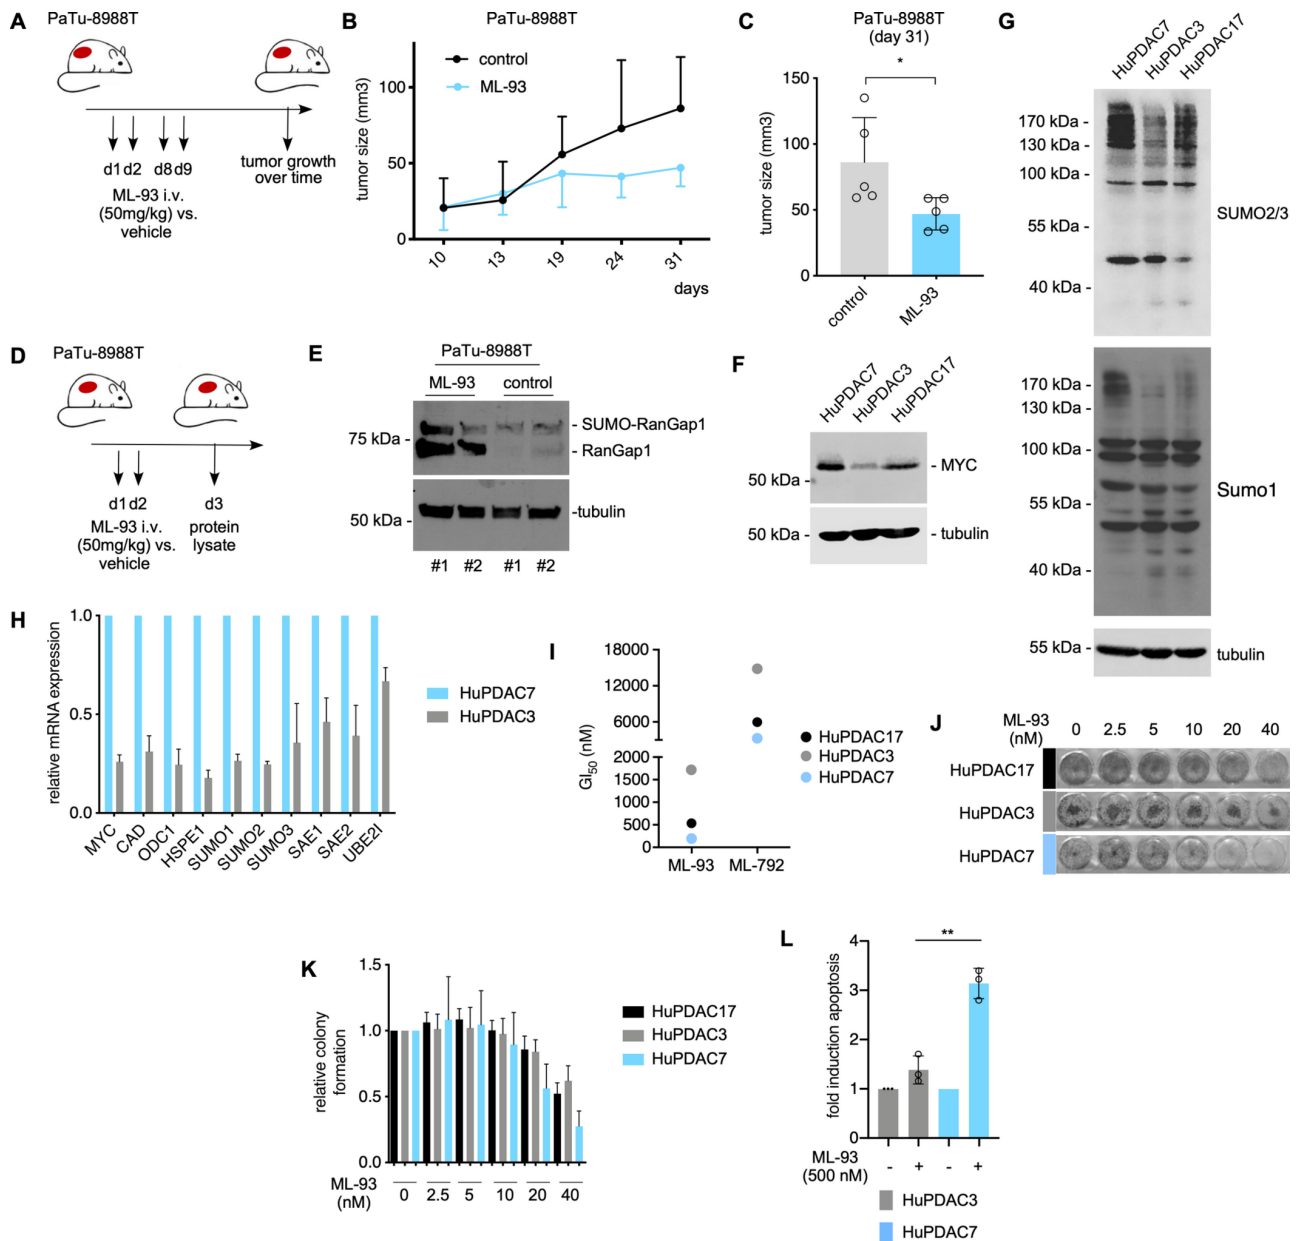 A
PaTu-8988T
d1 d2 d8 d9
ML-93 i.v.
(50mg/kg) vs.
vehicle
tumor growth
over time
B
PaTu-8988T
tumor size (mm3)
100
50
0
control
ML-93
10 13 19 24 31
days
C
PaTu-8988T
(day 31)
tumor size (mm3)
150
100
50
0
*
control ML-93
D
PaTu-8988T
d1 d2 d3
ML-93 i.v.
(50mg/kg) vs.
vehicle
protein
lysate
E
PaTu-8988T
ML-93 control
75 kDa -
50 kDa -
- SUMO-RanGap1
- RanGap1
-tubulin
#1 #2 #1 #2
F
HuPDAC7 HuPDAC3 HuPDAC17
50 kDa -
- MYC
50 kDa -
- tubulin
G
HuPDAC7 HuPDAC3 HuPDAC17
170 kDa -
130 kDa -
100 kDa -
55 kDa -
40 kDa -
SUMO2/3
170 kDa -
130 kDa -
100 kDa -
55 kDa -
40 kDa -
Sumo1
55 kDa -
tubulin
H
relative mRNA expression
1.0
0.5
0.0
MYC CAD ODC1 HSPE1 SUMO1 SUMO2 SUMO3 SAE1 SAE2 UBE2I
HuPDAC7
HuPDAC3
I
GI50 (nM)
18000
14000
10000
6000
2000
1500
1000
500
0
ML-93 ML-792
HuPDAC17
HuPDAC3
HuPDAC7
J
ML-93
(nM)
0 2.5 5 10 20 40
HuPDAC17
HuPDAC3
HuPDAC7
K
relative colony
formation
1.5
1.0
0.5
0.0
ML-93
(nM)
0 2.5 5 10 20 40
HuPDAC17
HuPDAC3
HuPDAC7
L
fold induction apoptosis
4
3
2
1
0
**
ML-93
(500 nM)
- + - +
HuPDAC3
HuPDAC7